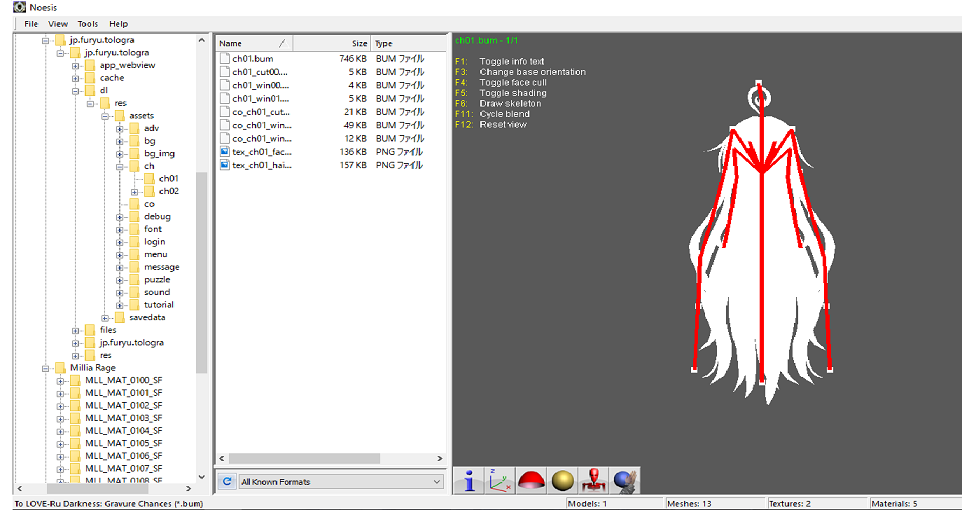 Noesis
File View Tools Help
jp.furyu.tologra
jp.furyu.tologra
app_webview
cache
dl
res
assets
adv
bg
bg_img
ch
ch01
ch02
co
debug
font
login
menu
message
puzzle
sound
tutorial
savedata
files
jp.furyu.tologra
res
Millia Rage
MLL_MAT_0100_SF
MLL_MAT_0101_SF
MLL_MAT_0102_SF
MLL_MAT_0103_SF
MLL_MAT_0104_SF
MLL_MAT_0105_SF
MLL_MAT_0106_SF
MLL_MAT_0107_SF
MLL_MAT_0108_SF
Name Size Type
ch01.bum 746 KB BUM ファイル
ch01_cut00.... 5 KB BUM ファイル
ch01_win00.... 4 KB BUM ファイル
ch01_win01.... 5 KB BUM ファイル
co_ch01_cut... 21 KB BUM ファイル
co_ch01_win... 49 KB BUM ファイル
co_ch01_win... 12 KB BUM ファイル
tex_ch01_fac... 136 KB PNG ファイル
tex_ch01_hai... 157 KB PNG ファイル
All Known Formats
ch01.bum - 1/1
F1: Toggle info text
F3: Change base orientation
F4: Toggle face cull
F5: Toggle shading
F6: Draw skeleton
F11: Cycle blend
F12: Reset view
z
y
x
To LOVE-Ru Darkness: Gravure Chances (*.bum) Models: 1 Meshes: 13 Textures: 2 Materials: 5